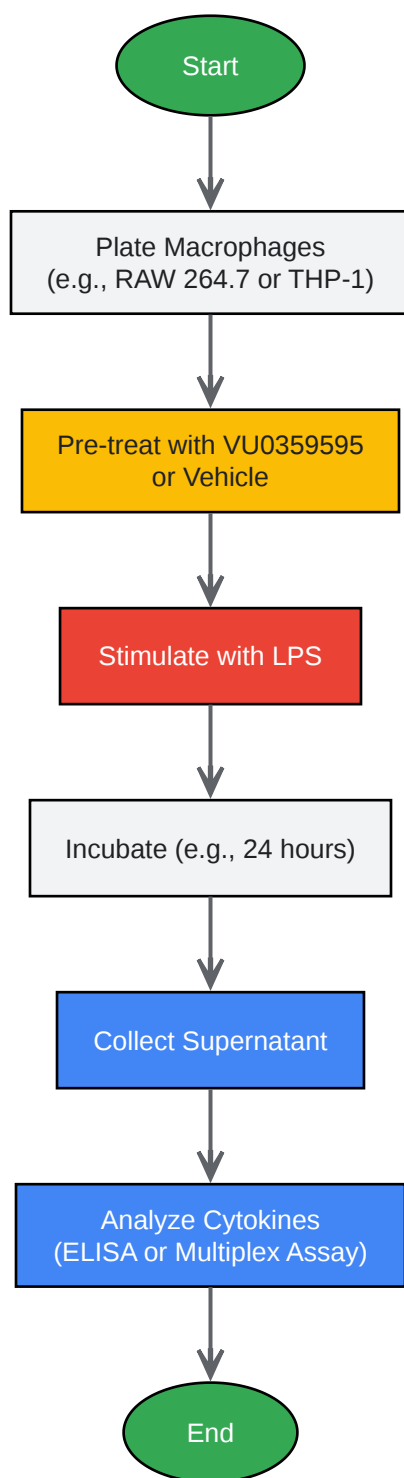 Start
Plate Macrophages
(e.g., RAW 264.7 or THP-1)
Pre-treat with VU0359595
or Vehicle
Stimulate with LPS
Incubate (e.g., 24 hours)
Collect Supernatant
Analyze Cytokines
(ELISA or Multiplex Assay)
End